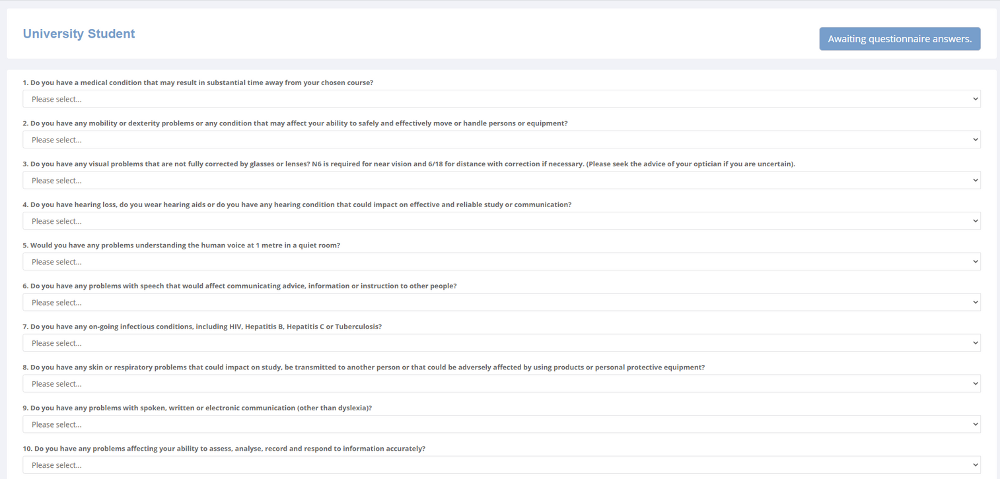 University Student
Awaiting questionnaire answers.
1. Do you have a medical condition that may result in substantial time away from your chosen course?
Please select...
2. Do you have any mobility or dexterity problems or any condition that may affect your ability to safely and effectively move or handle persons or equipment?
Please select...
3. Do you have any visual problems that are not fully corrected by glasses or lenses? N6 is required for near vision and 6/18 for distance with correction if necessary. (Please seek the advice of your optician if you are uncertain).
Please select...
4. Do you have hearing loss, do you wear hearing aids or do you have any hearing condition that could impact on effective and reliable study or communication?
Please select...
5. Would you have any problems understanding the human voice at 1 metre in a quiet room?
Please select...
6. Do you have any problems with speech that would affect communicating advice, information or instruction to other people?
Please select...
7. Do you have any on-going infectious conditions, including HIV, Hepatitis B, Hepatitis C or Tuberculosis?
Please select...
8. Do you have any skin or respiratory problems that could impact on study, be transmitted to another person or that could be adversely affected by using products or personal protective equipment?
Please select...
9. Do you have any problems with spoken, written or electronic communication (other than dyslexia)?
Please select...
10. Do you have any problems affecting your ability to assess, analyse, record and respond to information accurately?
Please select...